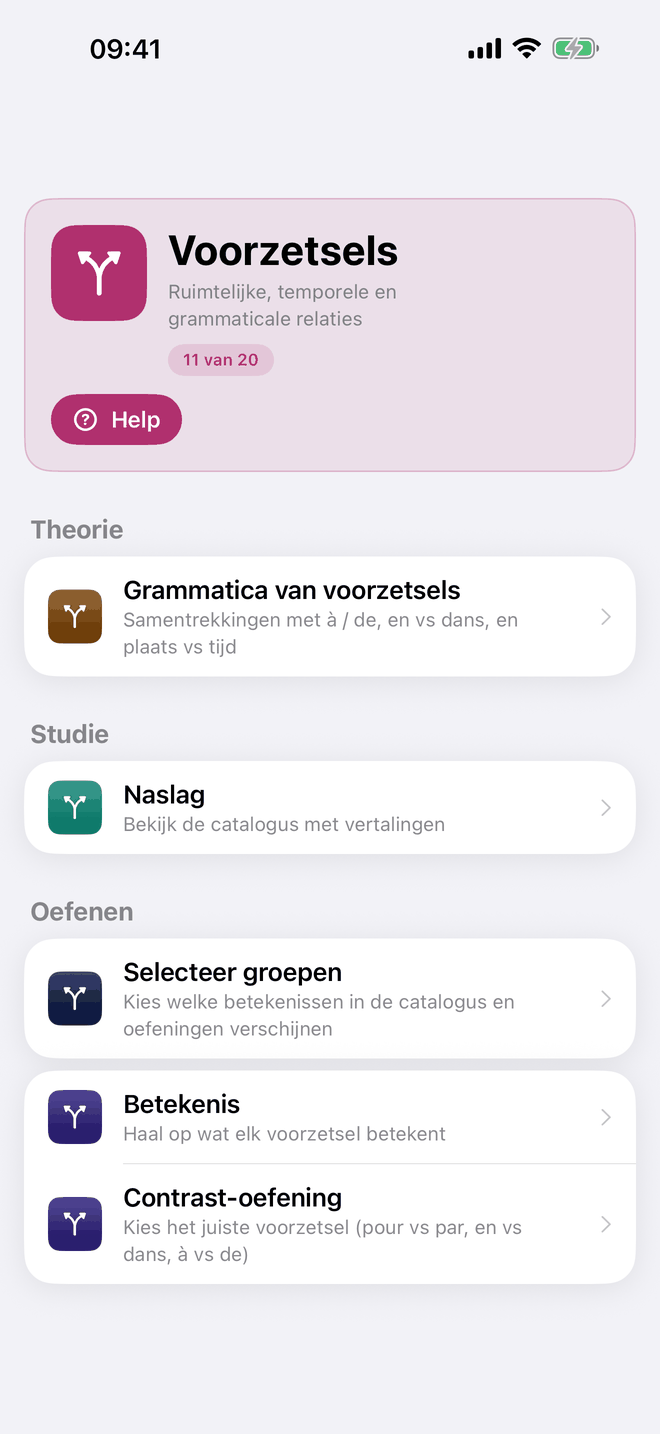 09:41
Voorzetsels
Ruimtelijke, temporele en
grammaticale relaties
11 van 20
Help
Theorie
Grammatica van voorzetsels
Samentrekkingen met à / de, en vs dans, en
plaats vs tijd
Studie
Naslag
Bekijk de catalogus met vertalingen
Oefenen
Selecteer groepen
Kies welke betekenissen in de catalogus en
oefeningen verschijnen
Betekenis
Haal op wat elk voorzetsel betekent
Contrast-oefening
Kies het juiste voorzetsel (pour vs par, en vs
dans, à vs de)